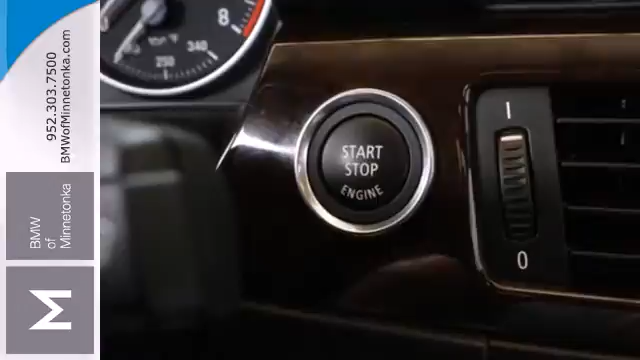 952.303.7500
BMWofMinnetonka.com
BMW
of
Minnetonka
M
8
°F
250
340
START
STOP
ENGINE
I
0